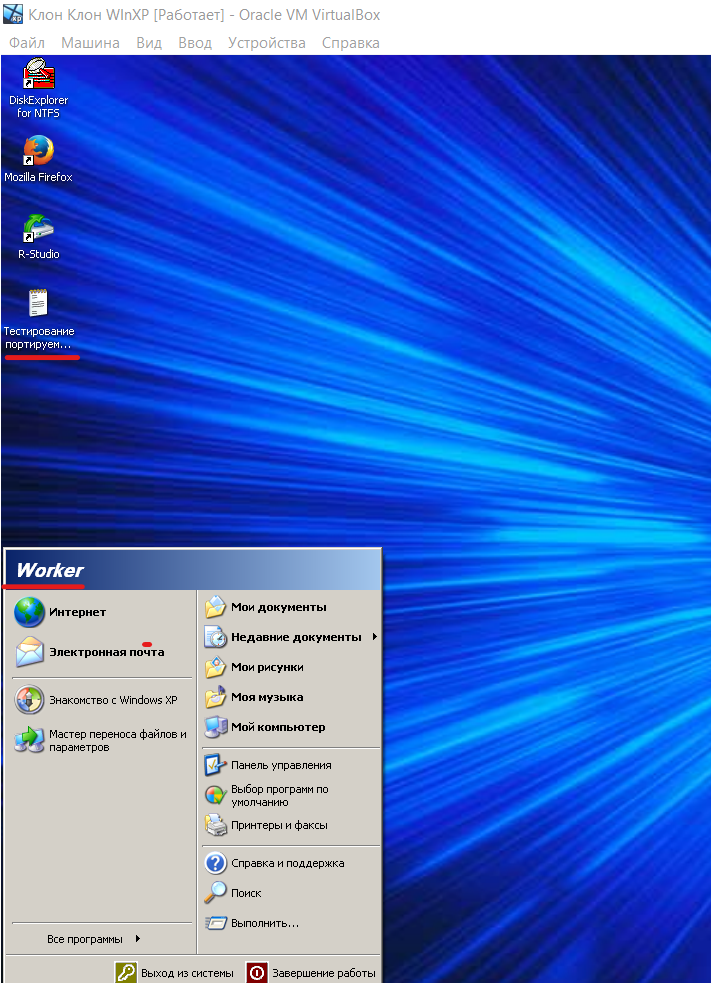 Клон Клон WInXP [Работает] - Oracle VM VirtualBox
Файл Машина Вид Ввод Устройства Справка
DiskExplorer
for NTFS
Mozilla Firefox
R-Studio
Тестирование
портируем...
Worker
Интернет
Электронная почта
Знакомство с Windows XP
Мастер переноса файлов и
параметров
Все программы
Мои документы
Недавние документы
Мои рисунки
Моя музыка
Мой компьютер
Панель управления
Выбор программ по
умолчанию
Принтеры и факсы
Справка и поддержка
Поиск
Выполнить...
Выход из системы
Завершение работы